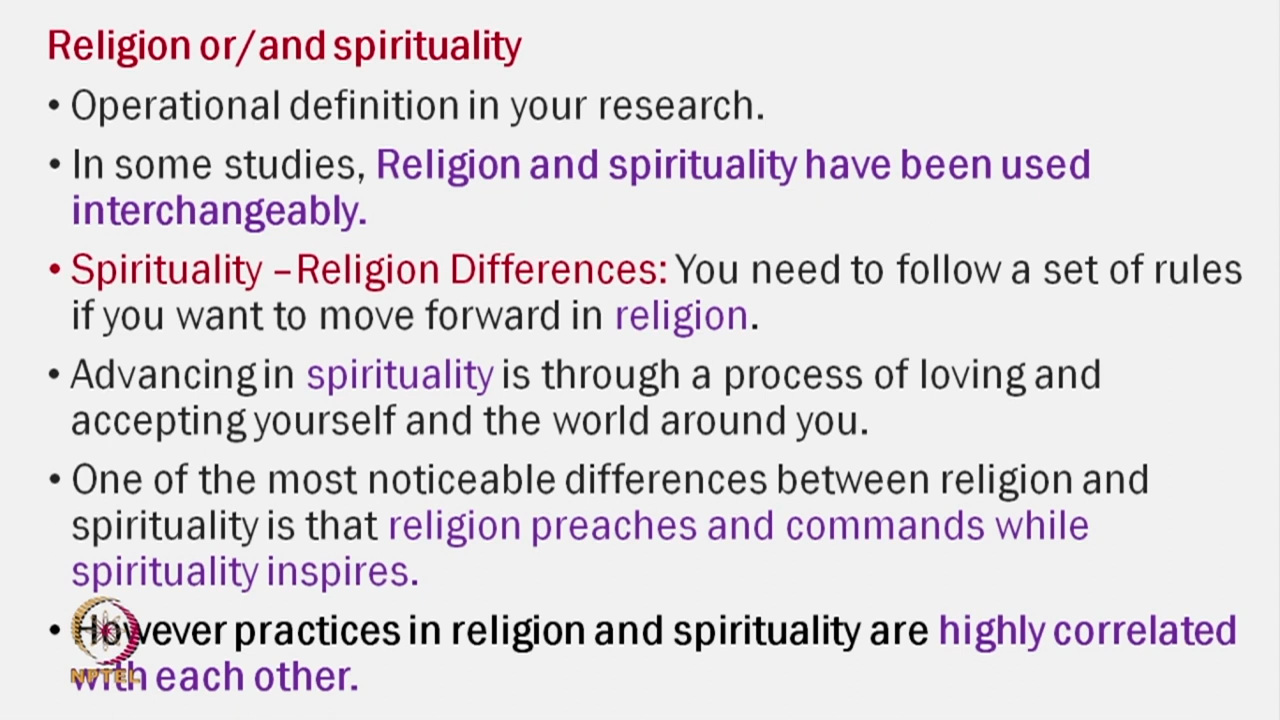 Religion or/and spirituality
• Operational definition in your research.
• In some studies, Religion and spirituality have been used
interchangeably.
• Spirituality –Religion Differences: You need to follow a set of rules
if you want to move forward in religion.
• Advancing in spirituality is through a process of loving and
accepting yourself and the world around you.
• One of the most noticeable differences between religion and
spirituality is that religion preaches and commands while
spirituality inspires.
• However practices in religion and spirituality are highly correlated
with each other.
NPTEL